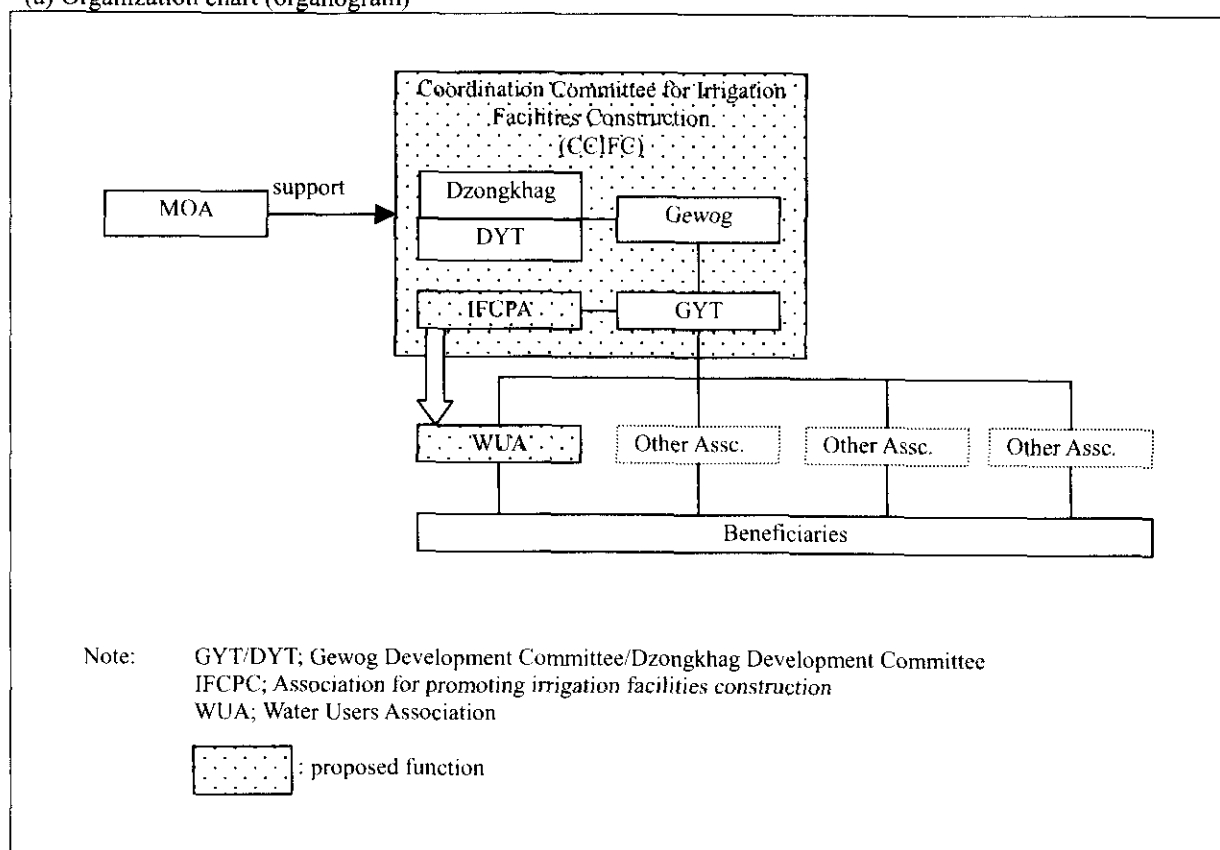 (a) Organization chart (organogram)
Coordination Committee for Irrigation
Facilities Construction
(CCIFC)
MOA
support
Dzongkhag
DYT
Gewog
IFCPA
GYT
WUA
Other Assc.
Other Assc.
Other Assc.
Beneficiaries
Note:
GYT/DYT; Gewog Development Committee/Dzongkhag Development Committee
IFCPC; Association for promoting irrigation facilities construction
WUA; Water Users Association
: proposed function